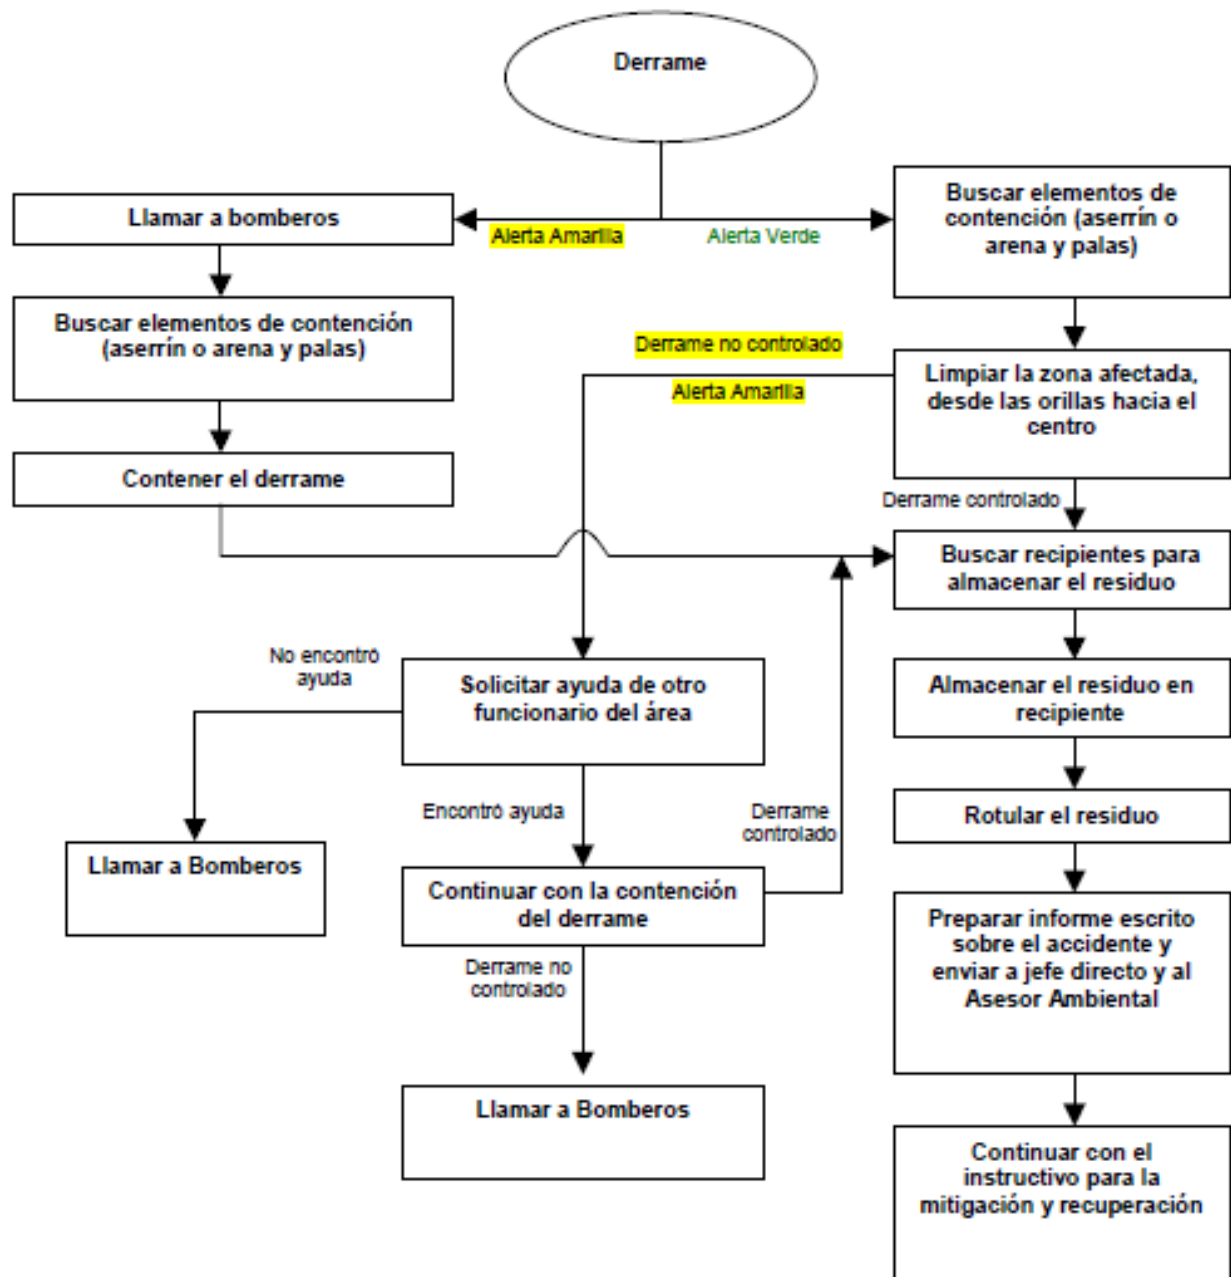 Derrame
Llamar a bomberos
Alerta Amarilla
Alerta Verde
Buscar elementos de
contención (aserrín o
arena y palas)
Buscar elementos de contención
(aserrín o arena y palas)
Derrame no controlado
Alerta Amarilla
Limpiar la zona afectada,
desde las orillas hacia el
centro
Contener el derrame
Derrame controlado
Buscar recipientes para
almacenar el residuo
No encontró
ayuda
Solicitar ayuda de otro
funcionario del área
Almacenar el residuo en
recipiente
Encontró ayuda
Derrame
controlado
Rotular el residuo
Llamar a Bomberos
Continuar con la contención
del derrame
Preparar informe escrito
sobre el accidente y
enviar a jefe directo y al
Asesor Ambiental
Derrame no
controlado
Llamar a Bomberos
Continuar con el
instructivo para la
mitigación y recuperación